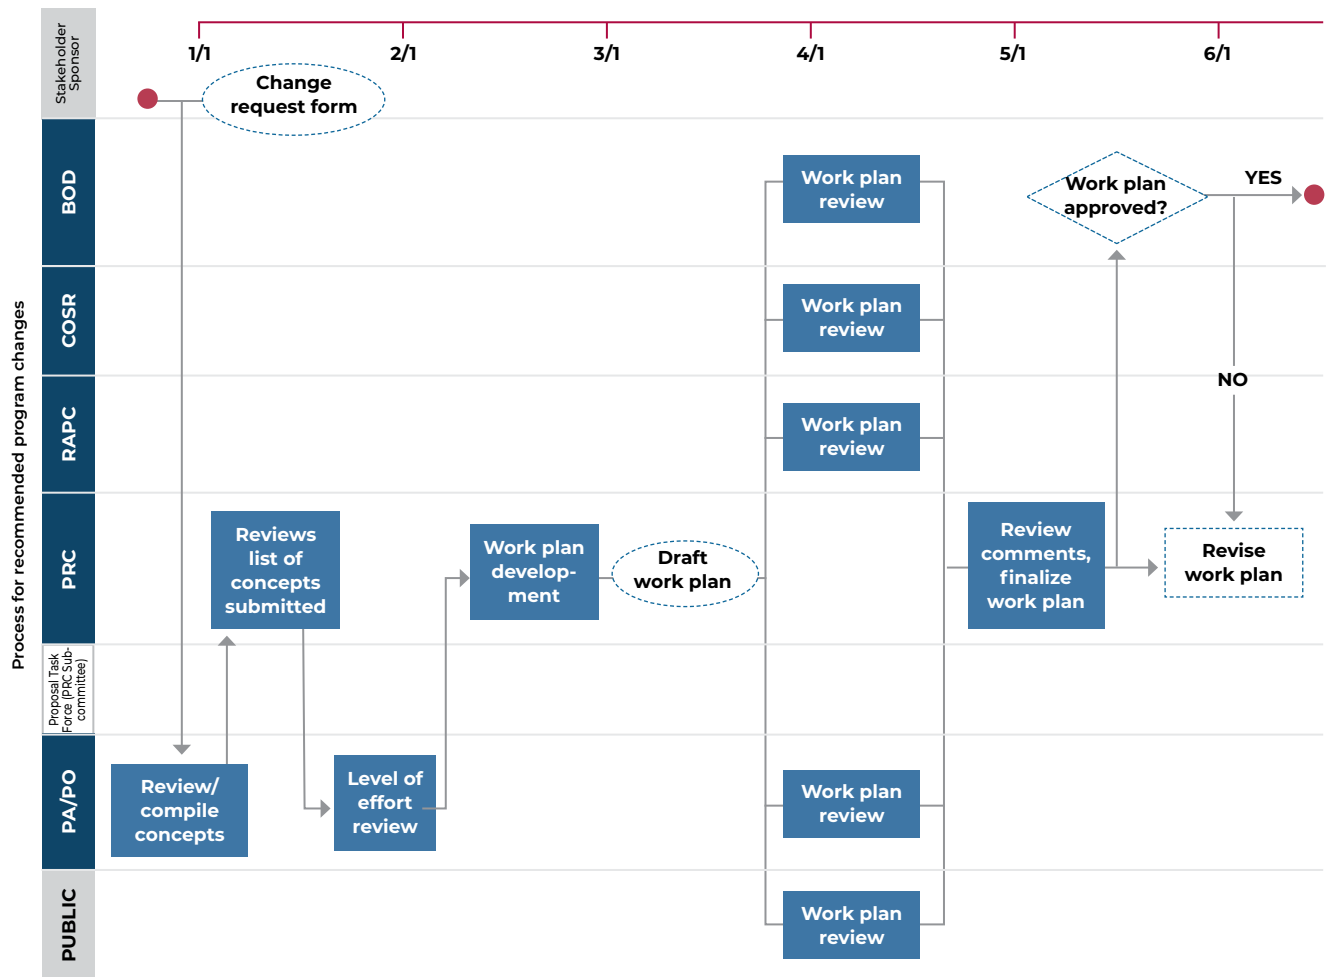 Process for recommended program changes
Stakeholder
Sponsor
1/1
2/1
3/1
4/1
5/1
6/1
Change
request form
BOD
Work plan
review
Work plan
approved?
YES
COSR
Work plan
review
NO
RAPC
Work plan
review
PRC
Reviews
list of
concepts
submitted
Work plan
develop-
ment
Draft
work plan
Review
comments,
finalize
work plan
Revise
work plan
Proposal Task
Force (PRC Sub-
committee)
PA/PO
Review/
compile
concepts
Level of
effort
review
Work plan
review
PUBLIC
Work plan
review